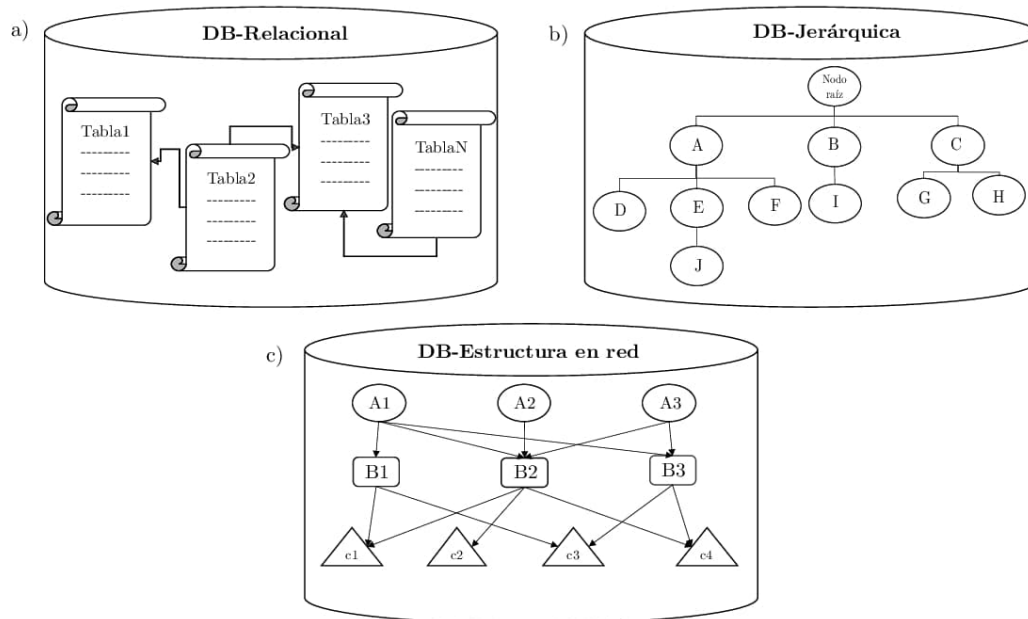 a)
DB-Relacional
Tabla1
Tabla2
Tabla3
TablaN
b)
DB-Jerárquica
Nodo
raíz
A
B
C
D
E
F
I
G
H
J
c)
DB-Estructura en red
A1
A2
A3
B1
B2
B3
c1
c2
c3
c4